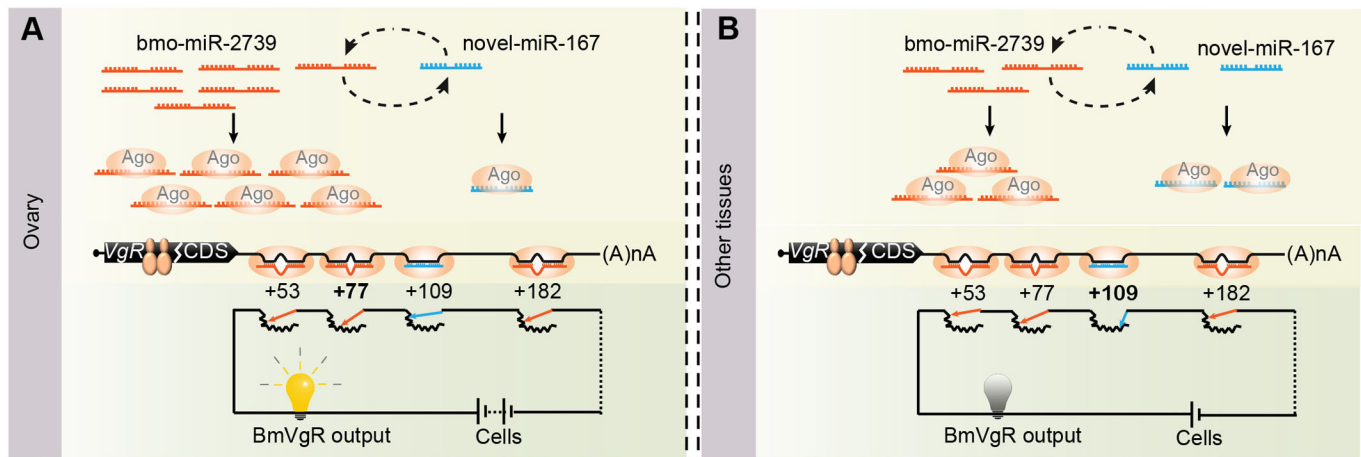 A
Ovary
bmo-miR-2739
novel-miR-167
Ago Ago Ago
Ago Ago Ago
Ago
VgR CDS (A)nA
+53 +77 +109 +182
BmVgR output
Cells
B
Other tissues
bmo-miR-2739
novel-miR-167
Ago
Ago Ago
Ago Ago
VgR CDS (A)nA
+53 +77 +109 +182
BmVgR output
Cells